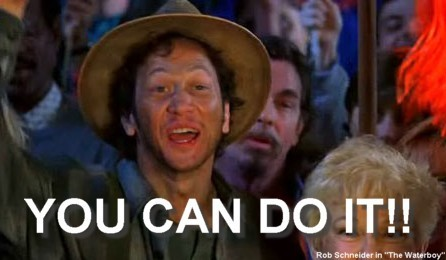 YOU CAN DO IT!!
Rob Schneider in "The Waterboy"